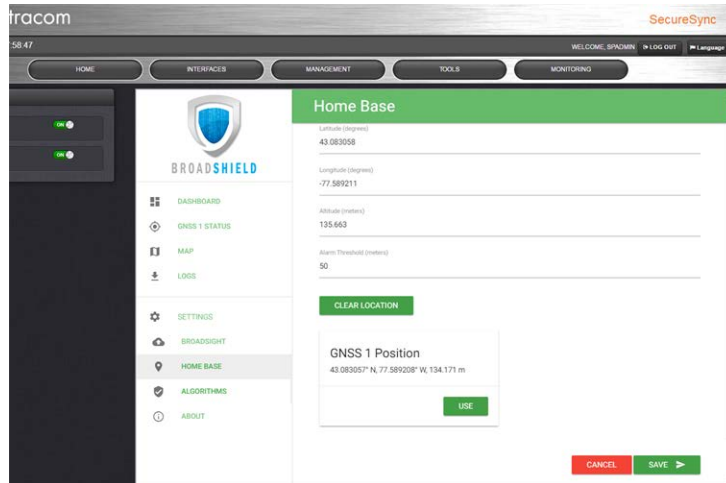 tracom
SecureSync
:58:47
WELCOME, SPADMIN
LOG OUT
Language
HOME
INTERFACES
MANAGEMENT
TOOLS
MONITORING
ON
ON
BROADSHIELD
DASHBOARD
GNSS 1 STATUS
MAP
LOGS
SETTINGS
BROADSIGHT
HOME BASE
ALGORITHMS
ABOUT
Home Base
Latitude (degrees)
43.083058
Longitude (degrees)
-77.589211
Altitude (meters)
135.663
Alarm Threshold (meters)
50
CLEAR LOCATION
GNSS 1 Position
43.083057° N, 77.589208° W, 134.171 m
USE
CANCEL
SAVE